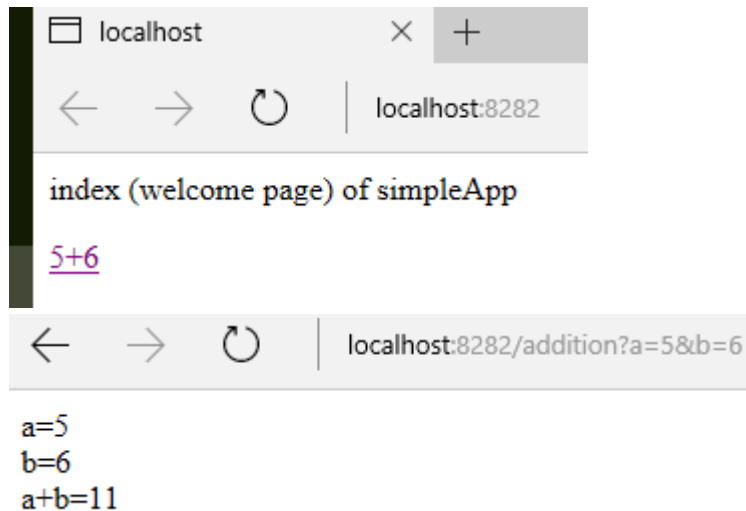 localhost
localhost:8282
index (welcome page) of simpleApp
5+6
localhost:8282/addition?a=5&b=6
a=5
b=6
a+b=11